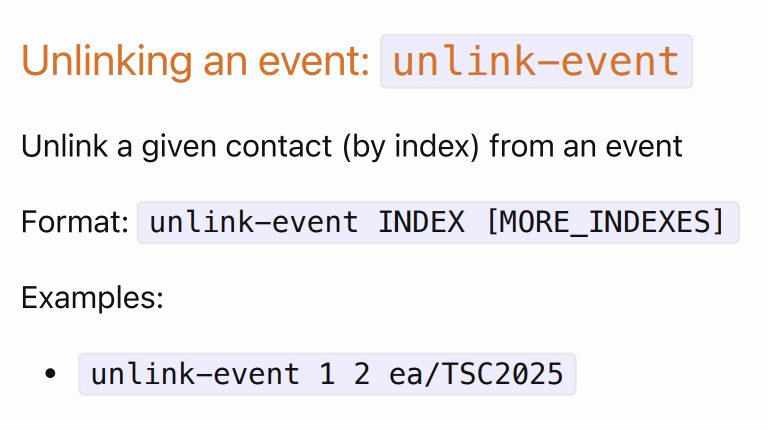 Unlinking an event: unlink-event
Unlink a given contact (by index) from an event
Format: unlink-event INDEX [MORE_INDEXES]
Examples:
• unlink-event 1 2 ea/TSC2025